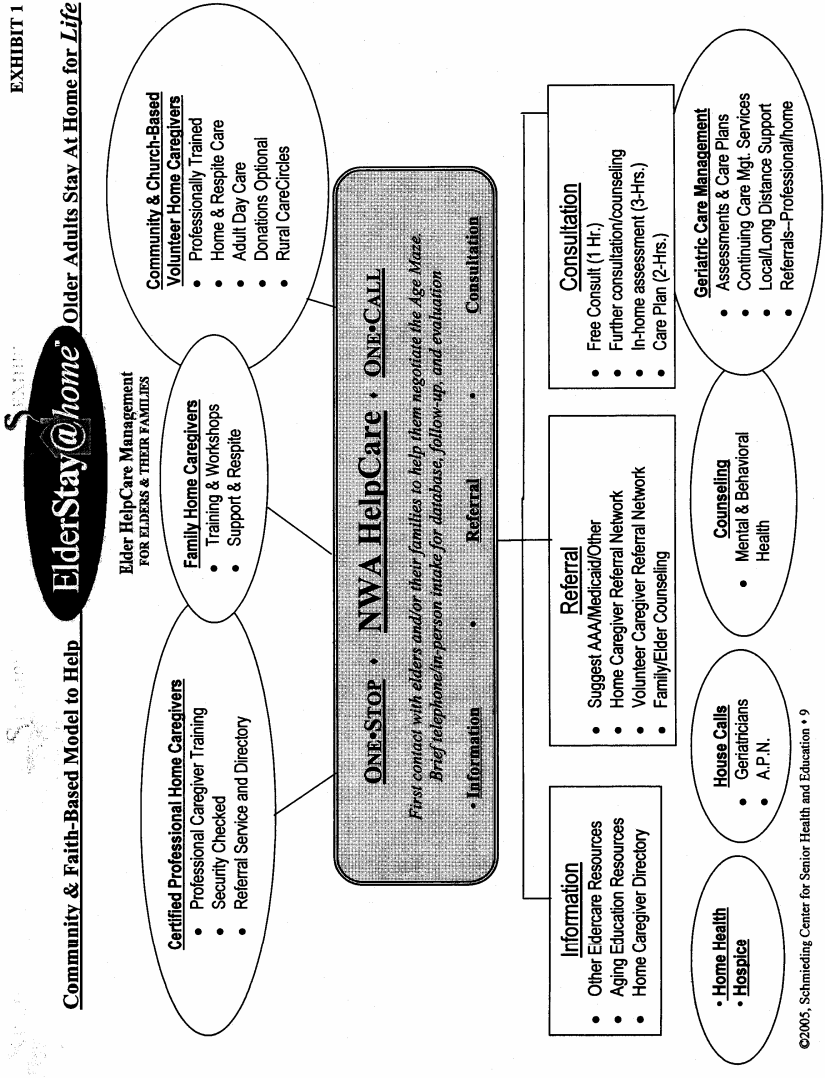 EXHIBIT 1
Community & Faith-Based Model to Help ElderStay@home™ Older Adults Stay At Home for Life
Elder HelpCare Management
FOR ELDERS & THEIR FAMILIES
Certified Professional Home Caregivers
• Professional Caregiver Training
• Security Checked
• Referral Service and Directory
Family Home Caregivers
• Training & Workshops
• Support & Respite
Community & Church-Based
Volunteer Home Caregivers
• Professionally Trained
• Home & Respite Care
• Adult Day Care
• Donations Optional
• Rural CareCircles
ONE•STOP • NWA HelpCare • ONE•CALL
First contact with elders and/or their families to help them negotiate the Age Maze.
Brief telephone/in-person intake for database, follow-up, and evaluation
• Information • Referral • Consultation
Information
• Other Eldercare Resources
• Aging Education Resources
• Home Caregiver Directory
Referral
• Suggest AAA/Medicaid/Other
• Home Caregiver Referral Network
• Volunteer Caregiver Referral Network
• Family/Elder Counseling
Consultation
• Free Consult (1 Hr.)
• Further consultation/counseling
• In-home assessment (3-Hrs.)
• Care Plan (2-Hrs.)
• Home Health
• Hospice
House Calls
• Geriatricians
• A.P.N.
Counseling
• Mental & Behavioral
Health
Geriatric Care Management
• Assessments & Care Plans
• Continuing Care Mgt. Services
• Local/Long Distance Support
• Referrals--Professional/home
©2005, Schmieding Center for Senior Health and Education • 9